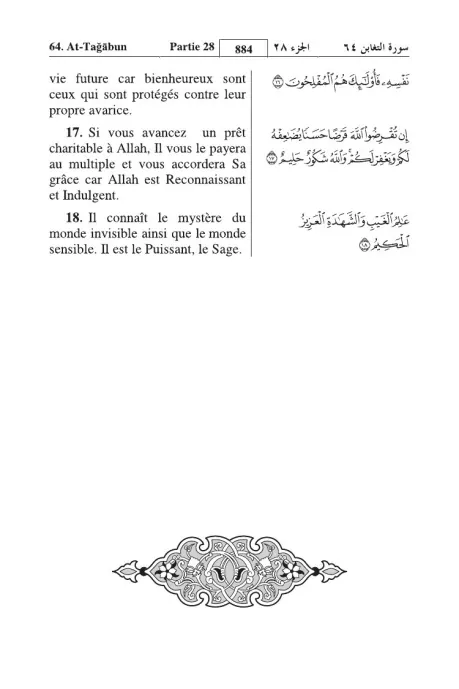 64. At-Tağābun Partie 28 884 الجزء ٢٨ سورة التغابن ٦٤
vie future car bienheureux sont
ceux qui sont protégés contre leur
propre avarice.
17. Si vous avancez un prêt
charitable à Allah, Il vous le payera
au multiple et vous accordera Sa
grâce car Allah est Reconnaissant
et Indulgent.
18. Il connaît le mystère du
monde invisible ainsi que le monde
sensible. Il est le Puissant, le Sage.
نَفْسِهِۦ فَأُو۟لَـٰٓئِكَ هُمُ ٱلْمُفْلِحُونَ ١٦
إِن تُقْرِضُوا۟ ٱللَّهَ قَرْضًا حَسَنًا يُضَـٰعِفْهُ
لَكُمْ وَيَغْفِرْ لَكُمْ ۚ وَٱللَّهُ شَكُورٌ حَلِيمٌ ١٧
عَـٰلِمُ ٱلْغَيْبِ وَٱلشَّهَـٰدَةِ ٱلْعَزِيزُ
ٱلْحَكِيمُ ١٨